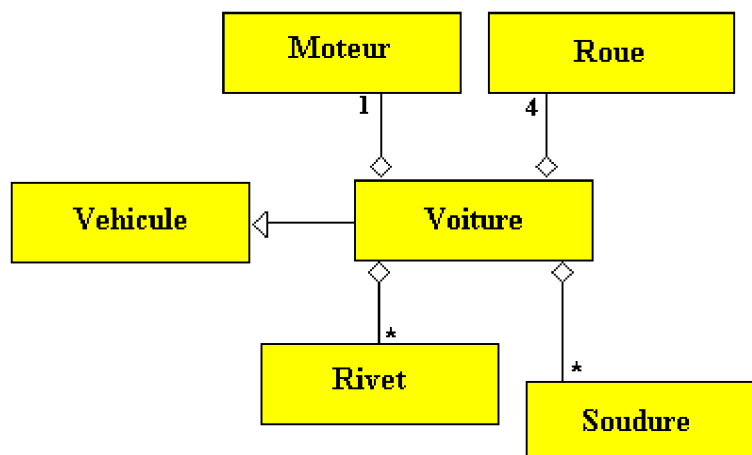 Moteur
Roue
1
4
Vehicule
Voiture
*
*
Rivet
Soudure